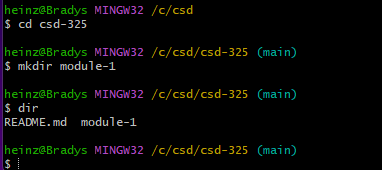 heinz@Bradys MINGW32 /c/csd
$ cd csd-325
heinz@Bradys MINGW32 /c/csd/csd-325 (main)
$ mkdir module-1
heinz@Bradys MINGW32 /c/csd/csd-325 (main)
$ dir
README.md  module-1
heinz@Bradys MINGW32 /c/csd/csd-325 (main)
$